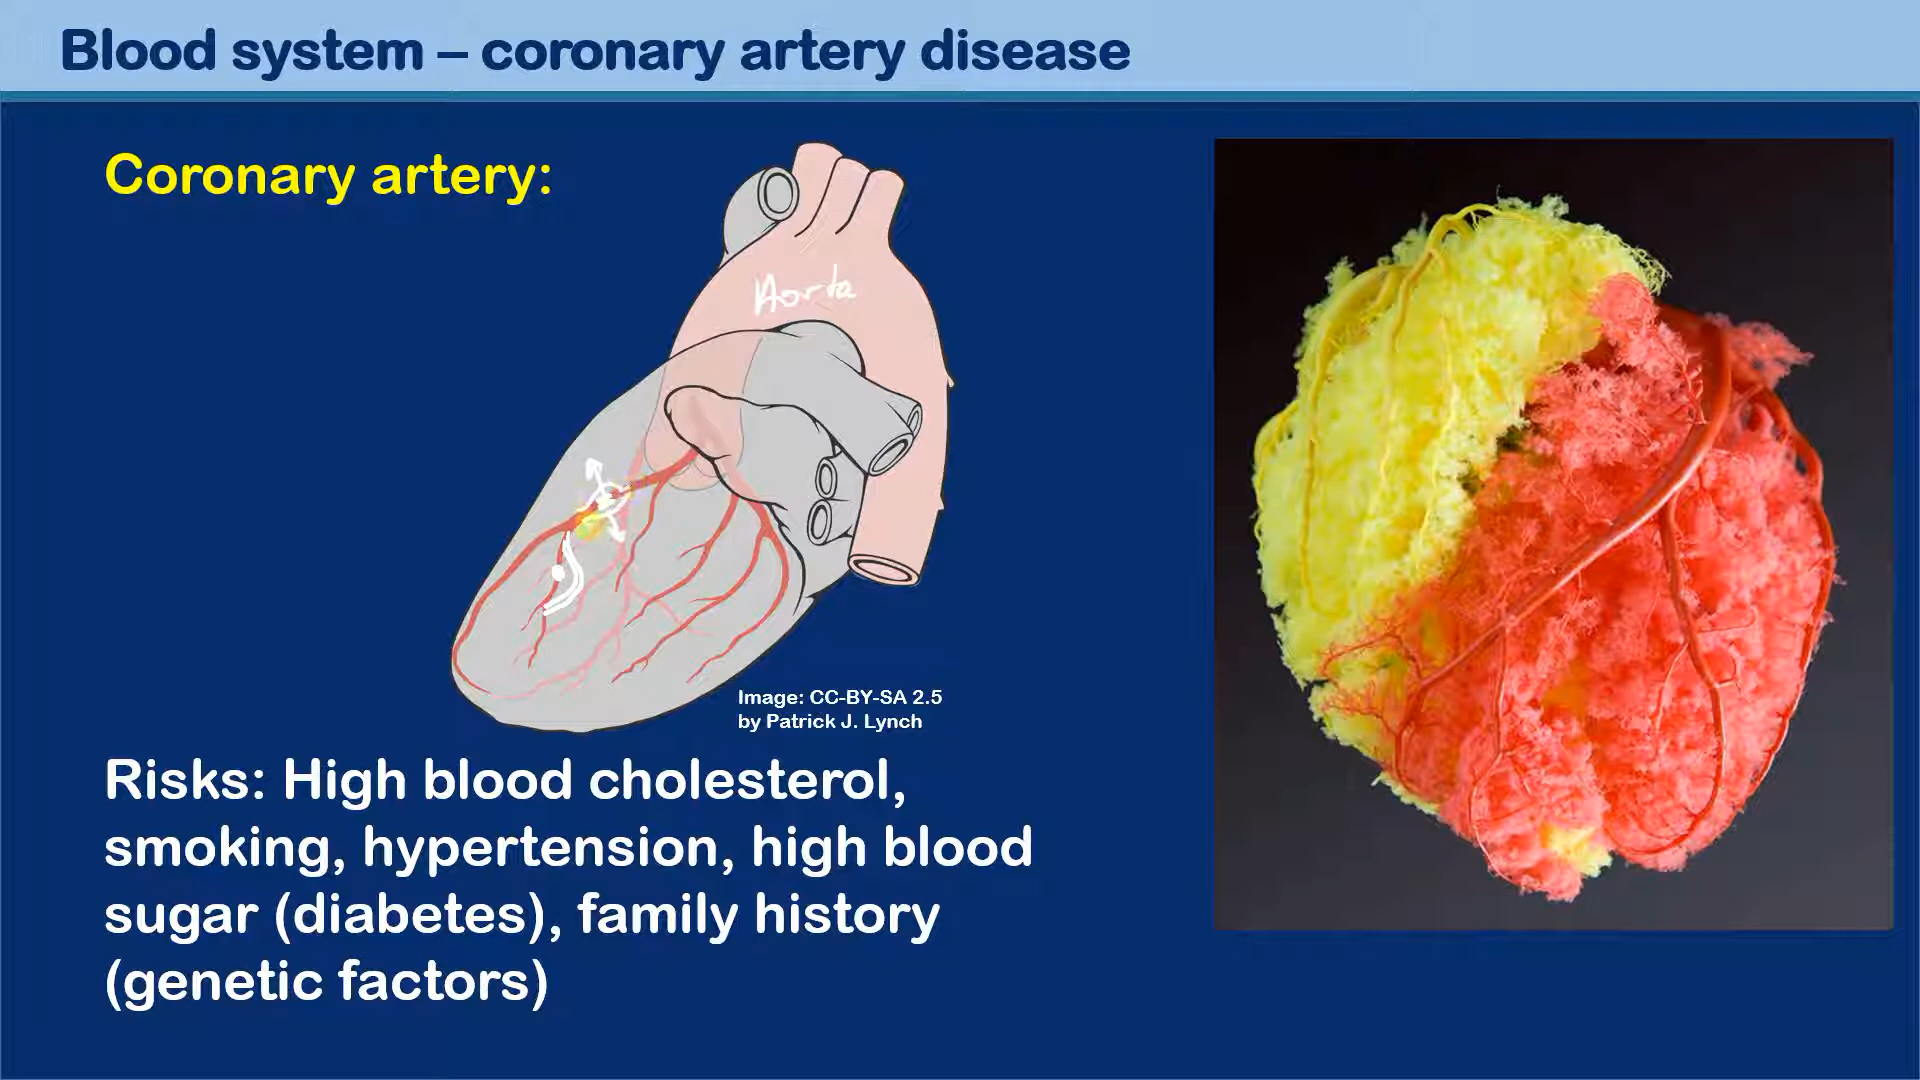 Blood system – coronary artery disease
Coronary artery:
Aorta
Image: CC-BY-SA 2.5
by Patrick J. Lynch
Risks: High blood cholesterol,
smoking, hypertension, high blood
sugar (diabetes), family history
(genetic factors)